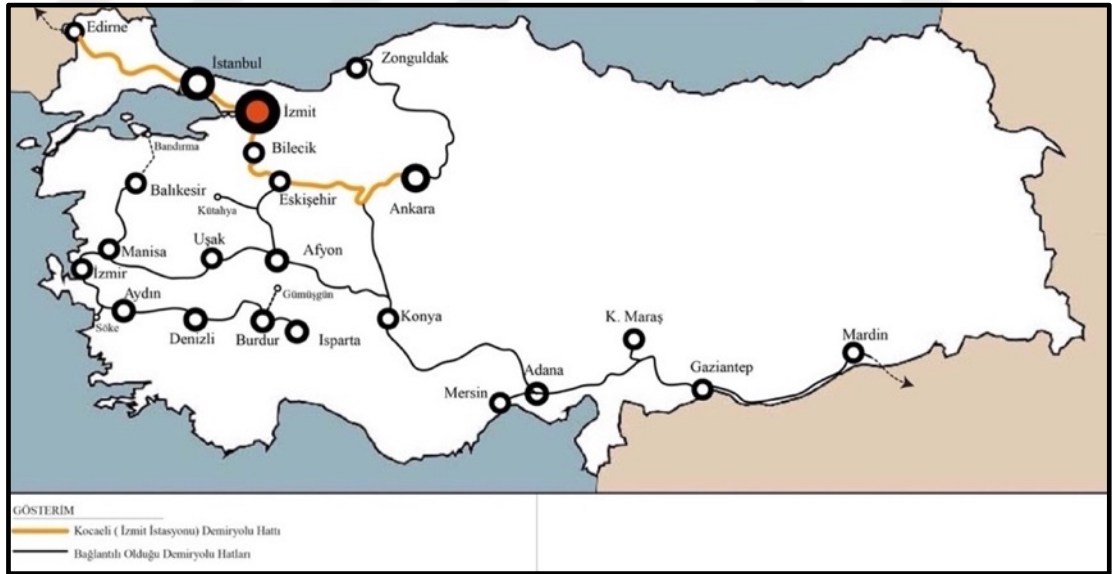 Edirne
İstanbul
Zonguldak
İzmit
Bilecik
Bandırma
Balıkesir
Eskişehir
Kütahya
Ankara
Manisa
Uşak
Afyon
İzmir
Aydın
Gümüşgün
Söke
Denizli
Burdur
Isparta
Konya
K. Maraş
Mardin
Gaziantep
Adana
Mersin
GÖSTERİM
Kocaeli ( İzmit İstasyonu) Demiryolu Hattı
Bağlantılı Olduğu Demiryolu Hatları